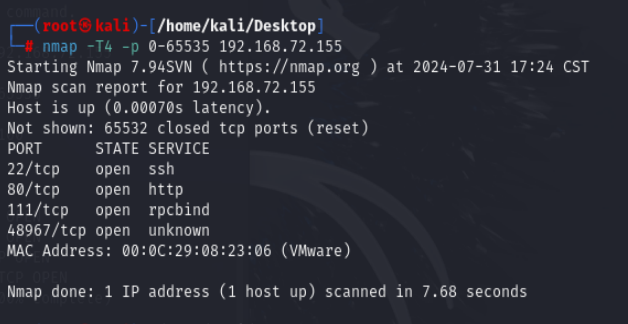 (root㉿kali)-[/home/kali/Desktop]
# nmap -T4 -p 0-65535 192.168.72.155
Starting Nmap 7.94SVN ( https://nmap.org ) at 2024-07-31 17:24 CST
Nmap scan report for 192.168.72.155
Host is up (0.00070s latency).
Not shown: 65532 closed tcp ports (reset)
PORT STATE SERVICE
22/tcp open ssh
80/tcp open http
111/tcp open rpcbind
48967/tcp open unknown
MAC Address: 00:0C:29:08:23:06 (VMware)
Nmap done: 1 IP address (1 host up) scanned in 7.68 seconds